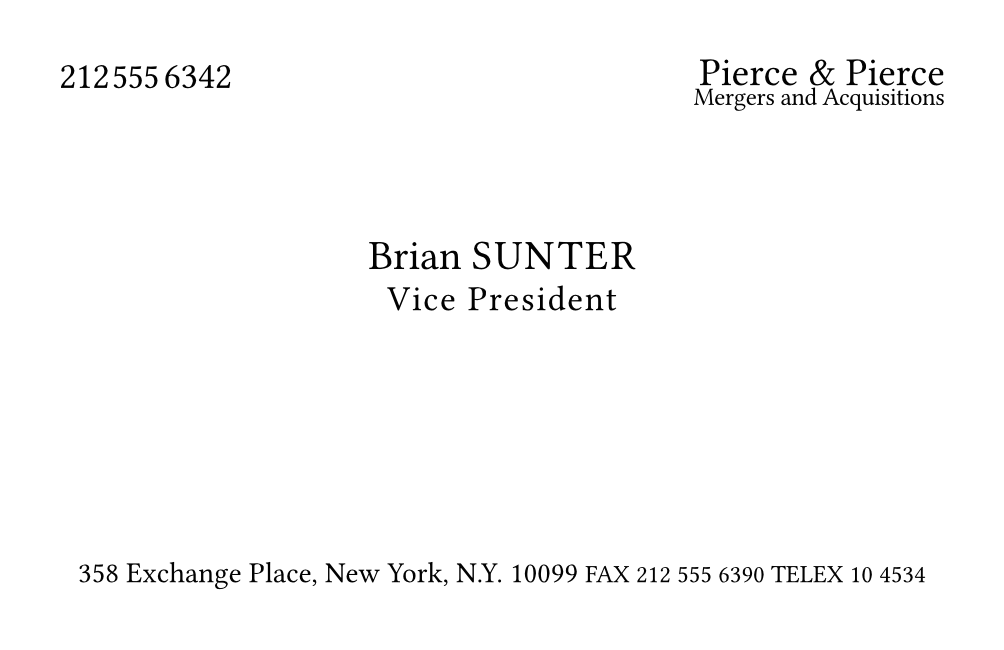 212 555 6342
Pierce & Pierce
Mergers and Acquisitions
Brian SUNTER
Vice President
358 Exchange Place, New York, N.Y. 10099 FAX 212 555 6390 TELEX 10 4534